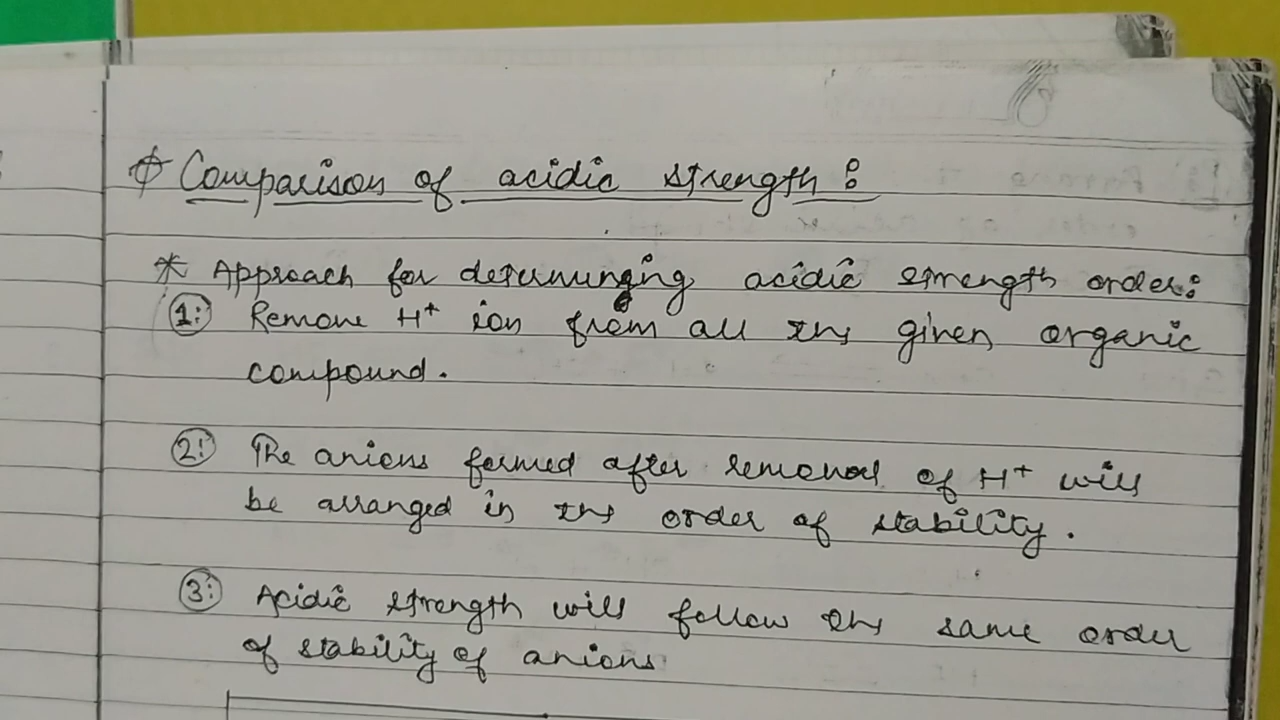 Comparison of acidic strength :
* Approach for determining acidic strength order:
1: Remove H+ ion from all the given organic
compound.
2: The anions formed after removal of H+ will
be arranged in the order of stability.
3: Acidic strength will follow the same order
of stability of anions